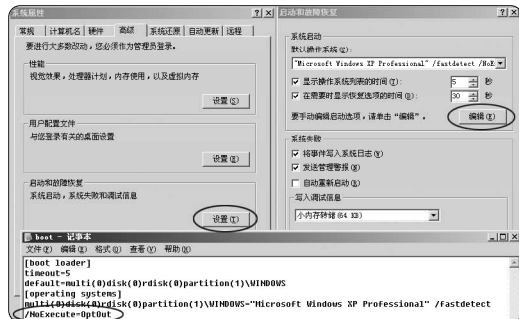 系统属性
常规 计算机名 硬件 高级 系统还原 自动更新 远程
要进行大多数改动，您必须作为管理员登录。
性能
视觉效果，处理器计划，内存使用，以及虚拟内存
设置(S)
用户配置文件
与您登录有关的桌面设置
设置(E)
启动和故障恢复
系统启动，系统失败和调试信息
设置(T)
启动和故障恢复
系统启动
默认操作系统(S):
"Microsoft Windows XP Professional" /fastdetect /NoE:
显示操作系统列表的时间(T): 5 秒
在需要时显示恢复选项的时间(D): 30 秒
要手动编辑启动选项，请单击“编辑”。 编辑(E)
系统失败
将事件写入系统日志(W)
发送管理警报(N)
自动重新启动(R)
写入调试信息
小内存转储(64 KB)
boot - 记事本
文件(F) 编辑(E) 格式(O) 查看(V) 帮助(H)
[boot loader]
timeout=5
default=multi(0)disk(0)rdisk(0)partition(1)\WINDOWS
[operating systems]
multi(0)disk(0)rdisk(0)partition(1)\WINDOWS="Microsoft Windows XP Professional" /fastdetect
/NoExecute=OptOut